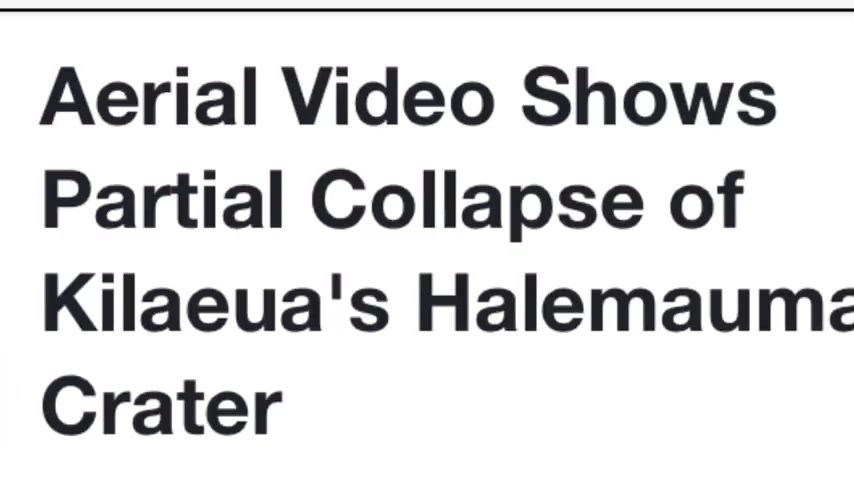 Aerial Video Shows
Partial Collapse of
Kilaeua's Halemauma
Crater